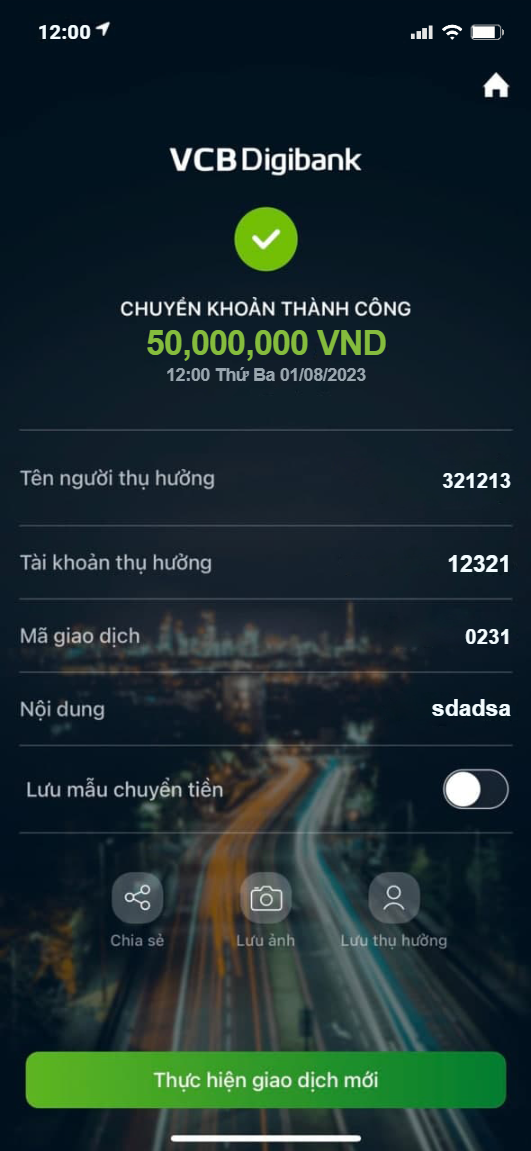 12:00
VCB Digibank
CHUYỂN KHOẢN THÀNH CÔNG
50,000,000 VND
12:00 Thứ Ba 01/08/2023
Tên người thụ hưởng 321213
Tài khoản thụ hưởng 12321
Mã giao dịch 0231
Nội dung sdadsa
Lưu mẫu chuyển tiền
Chia sẻ Lưu ảnh Lưu thụ hưởng
Thực hiện giao dịch mới